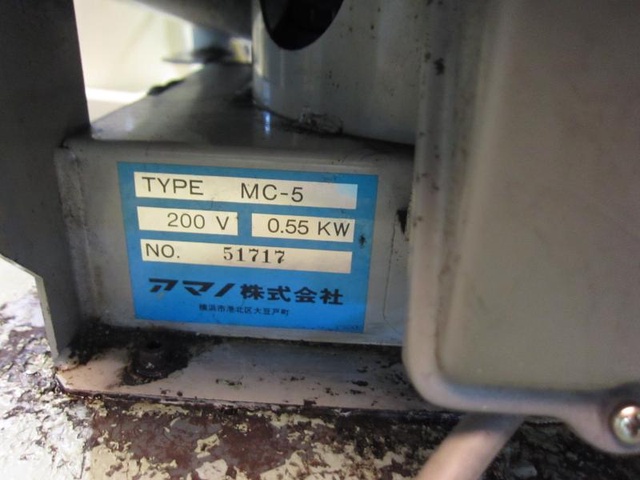 TYPE MC-5
200 V 0.55 KW
NO. 51717
アマノ株式会社
横浜市港北区大豆戸町